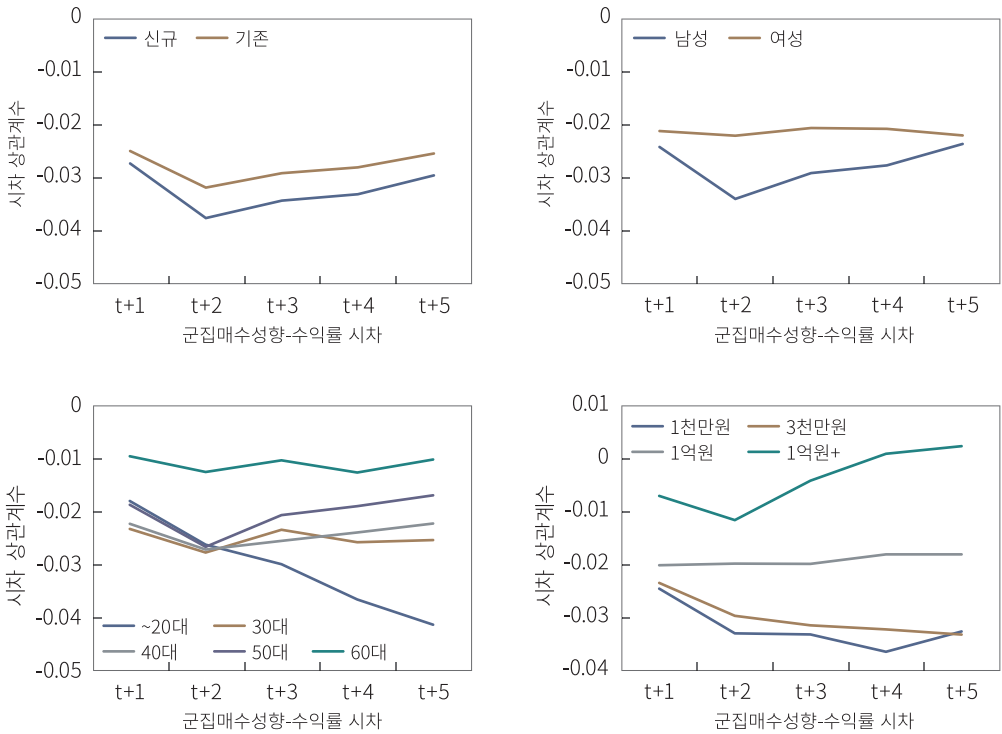 신규 기존
0
-0.01
-0.02
-0.03
-0.04
-0.05
시차 상관계수
t+1 t+2 t+3 t+4 t+5
군집매수성향-수익률 시차
남성 여성
0
-0.01
-0.02
-0.03
-0.04
-0.05
시차 상관계수
t+1 t+2 t+3 t+4 t+5
군집매수성향-수익률 시차
0
-0.01
-0.02
-0.03
-0.04
-0.05
시차 상관계수
~20대 30대
40대 50대 60대
t+1 t+2 t+3 t+4 t+5
군집매수성향-수익률 시차
1천만원 3천만원
1억원 1억원+
0.01
0
-0.01
-0.02
-0.03
-0.04
시차 상관계수
t+1 t+2 t+3 t+4 t+5
군집매수성향-수익률 시차